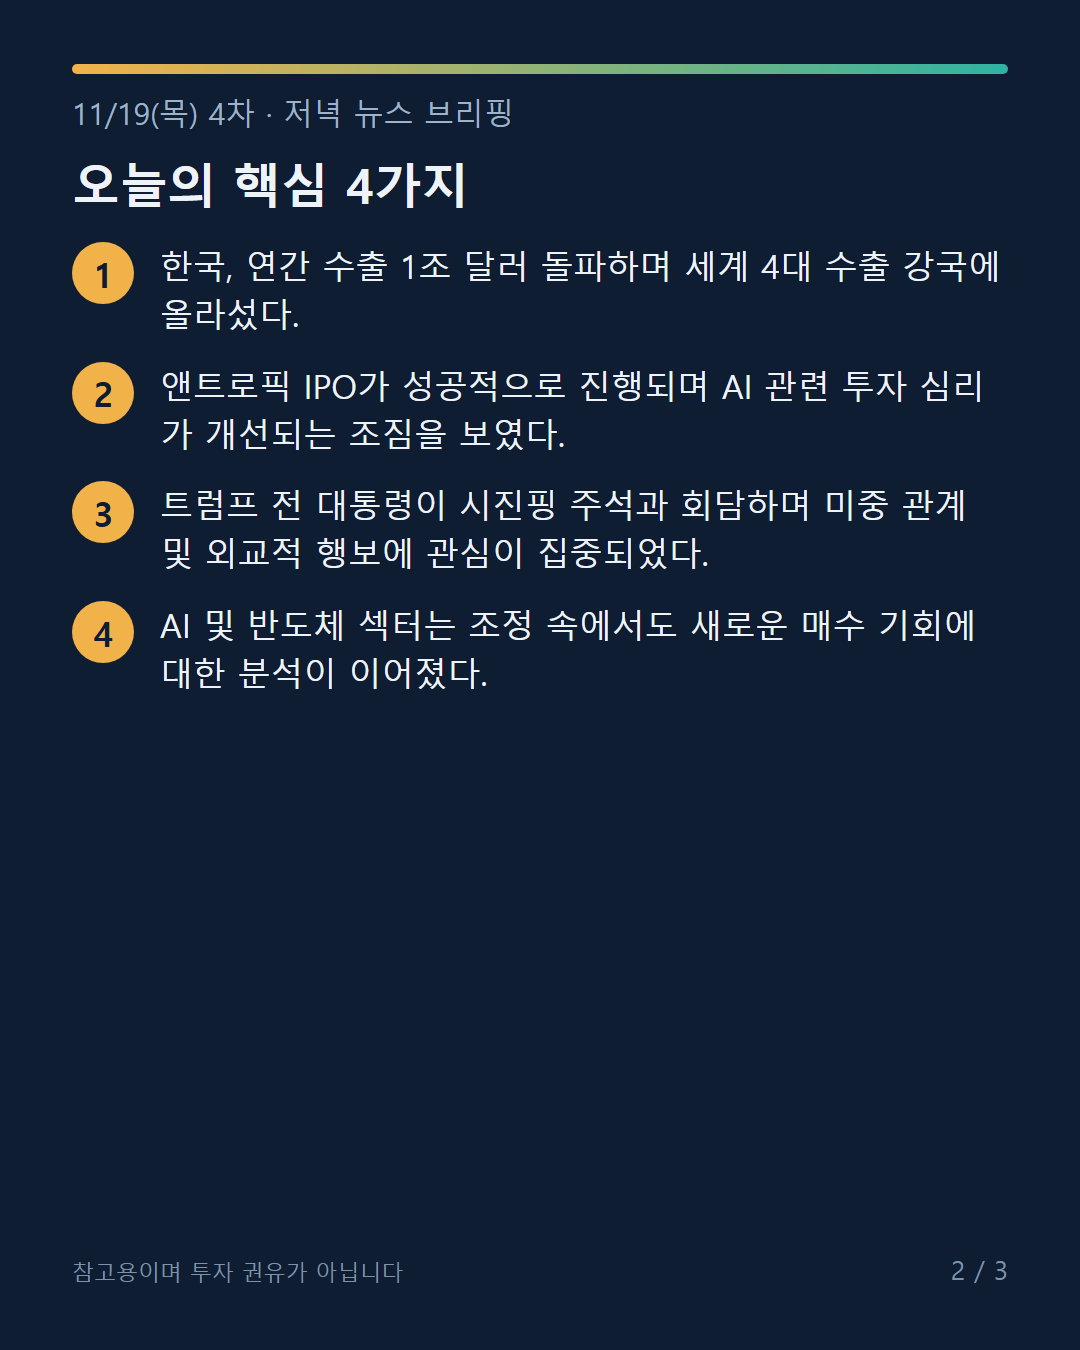 11/19(목) 4차 · 저녁 뉴스 브리핑
오늘의 핵심 4가지
1
한국, 연간 수출 1조 달러 돌파하며 세계 4대 수출 강국에
올라섰다.
2
앤트로픽 IPO가 성공적으로 진행되며 AI 관련 투자 심리
가 개선되는 조짐을 보였다.
3
트럼프 전 대통령이 시진핑 주석과 회담하며 미중 관계
및 외교적 행보에 관심이 집중되었다.
4
AI 및 반도체 섹터는 조정 속에서도 새로운 매수 기회에
대한 분석이 이어졌다.
참고용이며 투자 권유가 아닙니다
2 / 3